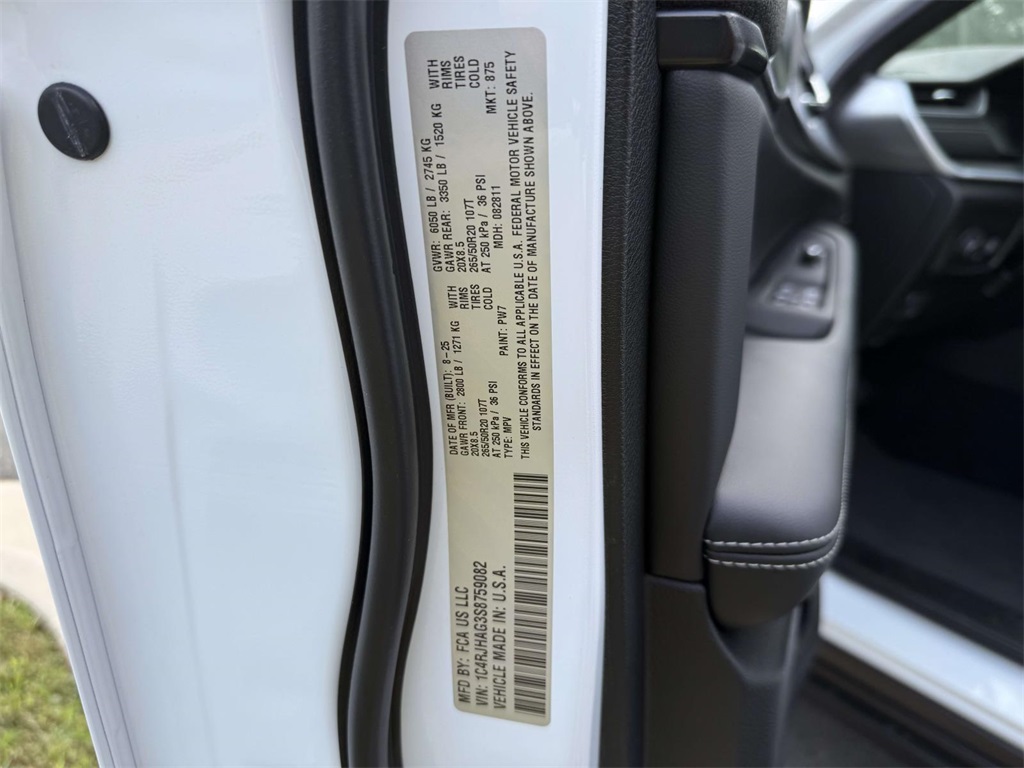 MFD BY: FCA US LLC
VIN: 1C4RJHAG3S8759082
VEHICLE MADE IN: U.S.A.
DATE OF MFR (BUILT): 8-25 GVWR: 6050 LB / 2745 KG WITH
GAWR FRONT: 2800 LB / 1271 KG WITH GAWR REAR: 3350 LB / 1520 KG RIMS
20X8.5 RIMS 20X8.5 TIRES
265/50R20 107T TIRES 265/50R20 107T COLD
AT 250 kPa / 36 PSI COLD AT 250 kPa / 36 PSI
TYPE: MPV PAINT: PW7 MDH: 082811 MKT: 875
THIS VEHICLE CONFORMS TO ALL APPLICABLE U.S.A. FEDERAL MOTOR VEHICLE SAFETY
STANDARDS IN EFFECT ON THE DATE OF MANUFACTURE SHOWN ABOVE.